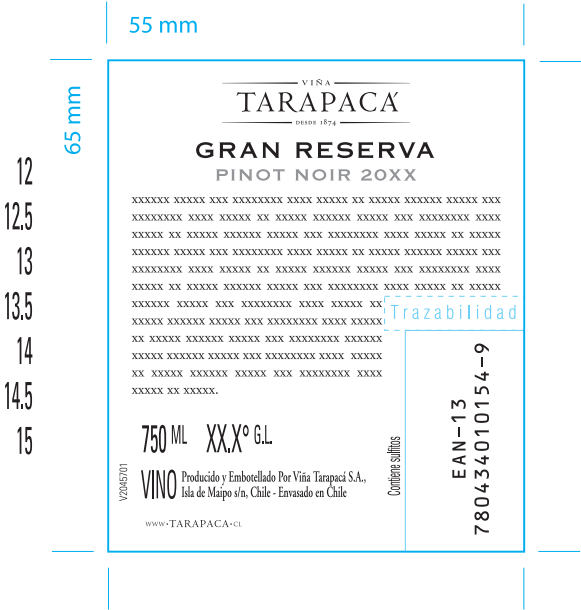 55 mm
65 mm
12
12.5
13
13.5
14
14.5
15
VIÑA
TARAPACÁ
DESDE 1874
GRAN RESERVA
PINOT NOIR 20XX
xxxxxx xxxxx xxx xxxxxxxx xxxx xxxxx xx xxxxx xxxxxx xxxxx xxx
xxxxxxxx xxxx xxxxx xx xxxxx xxxxxx xxxxx xxx xxxxxxxx xxxx
xxxxx xx xxxxx xxxxxx xxxxx xxx xxxxxxxx xxxx xxxxx xx xxxxx
xxxxxx xxxxx xxx xxxxxxxx xxxx xxxxx xx xxxxx xxxxxx xxxxx xxx
xxxxxxxx xxxx xxxxx xx xxxxx xxxxxx xxxxx xxx xxxxxxxx xxxx
xxxxx xx xxxxx xxxxxx xxxxx xxx xxxxxxxx xxxx xxxxx xx xxxxx
xxxxxx xxxxx xxx xxxxxxxx xxxx xxxxx xx
xxxxx xxxxxx xxxxx xxx xxxxxxxx xxxx xxxxx
xx xxxxx xxxxxx xxxxx xxx xxxxxxxx xxxxxx
xxxxx xxxxxx xxxxx xxx xxxxxxxx xxxx xxxxx
xx xxxxx xxxxxx xxxxx xxx xxxxxxxx xxxx
xxxxx xx xxxxx.
Trazabilidad
750 ML XX.X° G.L.
Contiene sulfitos
EAN-13
780434010154-9
V2045701
VINO Producido y Embotellado Por Viña Tarapacá S.A.,
Isla de Maipo s/n, Chile - Envasado en Chile
WWW·TARAPACA·CL